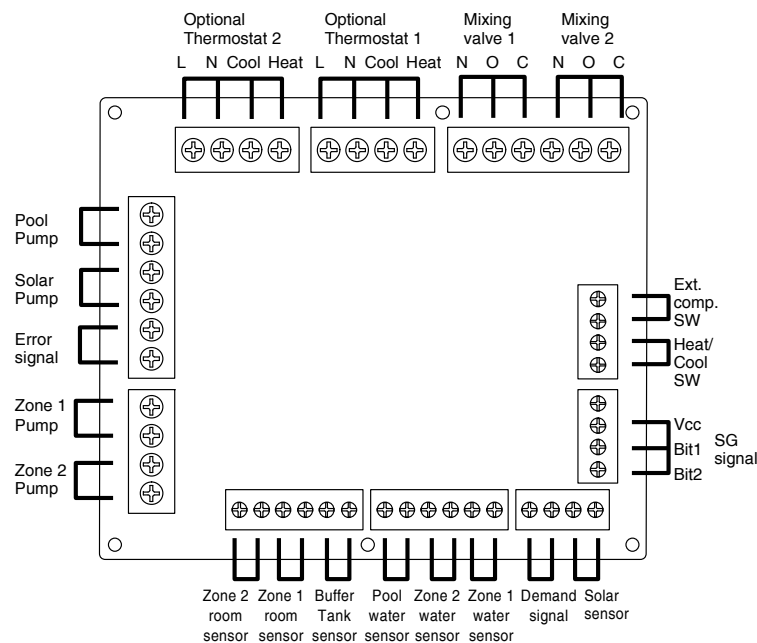 Optional
Thermostat 2
Optional
Thermostat 1
Mixing
valve 1
Mixing
valve 2
L N Cool Heat L N Cool Heat N O C N O C
Pool
Pump
Solar
Pump
Error
signal
Zone 1
Pump
Zone 2
Pump
Ext.
comp.
SW
Heat/
Cool
SW
Vcc
Bit1
Bit2
SG
signal
Zone 2
room
sensor
Zone 1
room
sensor
Buffer
Tank
sensor
Pool
water
sensor
Zone 2
water
sensor
Zone 1
water
sensor
Demand
signal
Solar
sensor